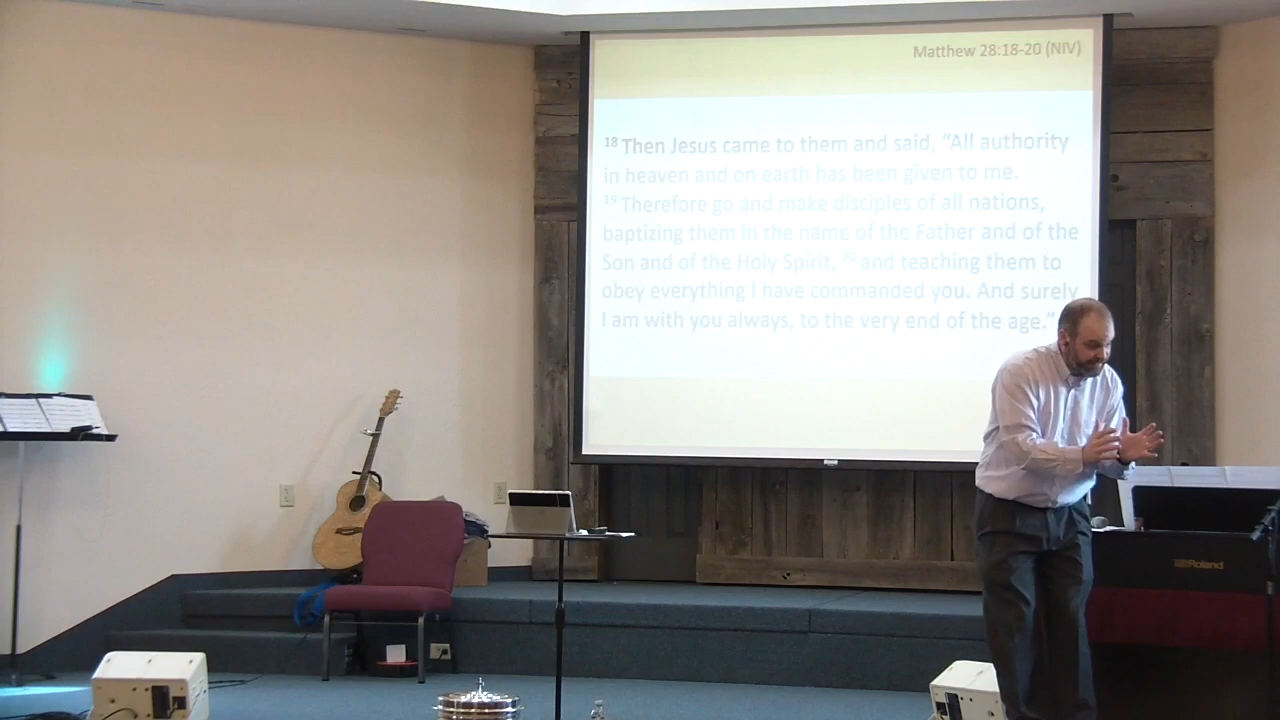 Matthew 28:18-20 (NIV)
18 Then Jesus came to them and said, “All authority
in heaven and on earth has been given to me.
19 Therefore go and make disciples of all nations,
baptizing them in the name of the Father and of the
Son and of the Holy Spirit, 20 and teaching them to
obey everything I have commanded you. And surely
I am with you always, to the very end of the age.”
Roland